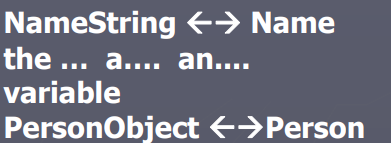 NameString ←→ Name
the ... a.... an....
variable
PersonObject ←→Person